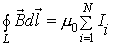 ∮_L B⃗dl⃗ = μ₀ ∑_{i=1}^{N} I_i